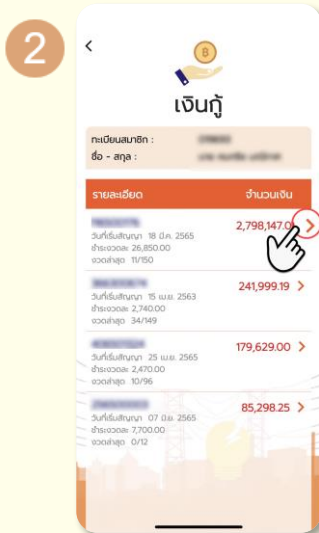 2
เงินกู้
ทะเบียนสมาชิก :
ชื่อ - สกุล :
รายละเอียด จำนวนเงิน
2,798,147.0
วันที่เริ่มสัญญา 18 มี.ค. 2565
ชำระงวดละ 26,850.00
งวดล่าสุด 11/150
241,999.19
วันที่เริ่มสัญญา 15 เม.ย. 2563
ชำระงวดละ 2,740.00
งวดล่าสุด 34/149
179,629.00
วันที่เริ่มสัญญา 25 เม.ย. 2565
ชำระงวดละ 2,470.00
งวดล่าสุด 10/96
85,298.25
วันที่เริ่มสัญญา 07 มิ.ย. 2565
ชำระงวดละ 7,700.00
งวดล่าสุด 0/12